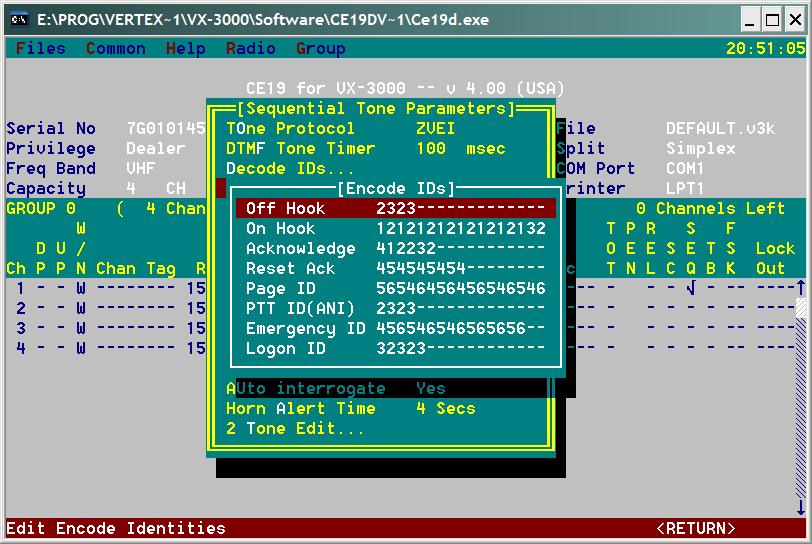 E:\PROG\VERTEX~1\VX-3000\Software\CE19DV~1\Ce19d.exe
Files Common Help Radio Group 20:51:05
CE19 for VX-3000 -- v 4.00 (USA)
[Sequential Tone Parameters]
Serial No 7G010145 TOne Protocol ZVEI File DEFAULT.v3k
Privilege Dealer DTMF Tone Timer 100 msec Split Simplex
Freq Band VHF Decode IDs... COM Port COM1
Capacity 4 CH [Encode IDs] rinter LPT1
GROUP 0 ( 4 Chan Off Hook 2323------------- 0 Channels Left
W On Hook 12121212121212132 T P R S F
D U / Acknowledge 412232----------- O E E S E T S Lock
Ch P P N Chan Tag R Reset Ack 454545454-------- c T N L C Q B K Out
1 - - W -------- 15 Page ID 56546456456546546 - - - - √ - - ----
2 - - W -------- 15 PTT ID(ANI) 2323------------- - - - - - - - ----
3 - - W -------- 15 Emergency ID 456546546565656-- - - - - - - - ----
4 - - W -------- 15 Logon ID 32323------------ - - - - - - - ----
AUto interrogate Yes
Horn Alert Time 4 Secs
2 Tone Edit...
Edit Encode Identities <RETURN>